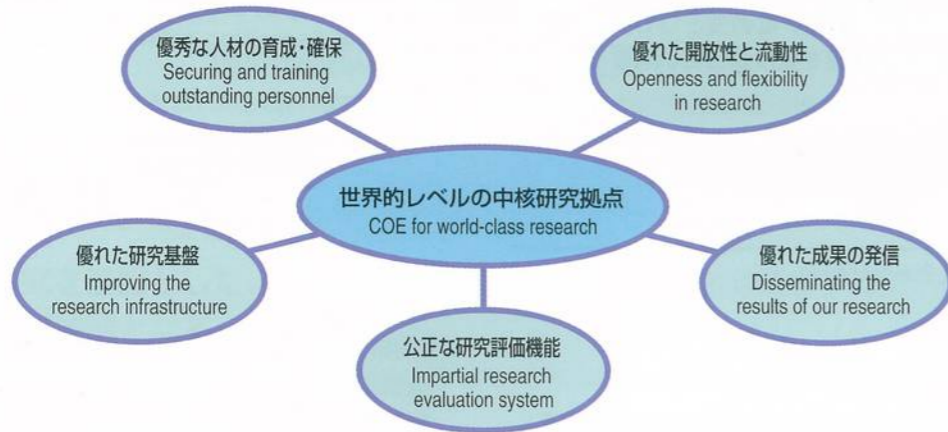 優秀な人材の育成・確保
Securing and training
outstanding personnel
優れた開放性と流動性
Openness and flexibility
in research
世界的レベルの中核研究拠点
COE for world-class research
優れた研究基盤
Improving the
research infrastructure
優れた成果の発信
Disseminating the
results of our research
公正な研究評価機能
Impartial research
evaluation system